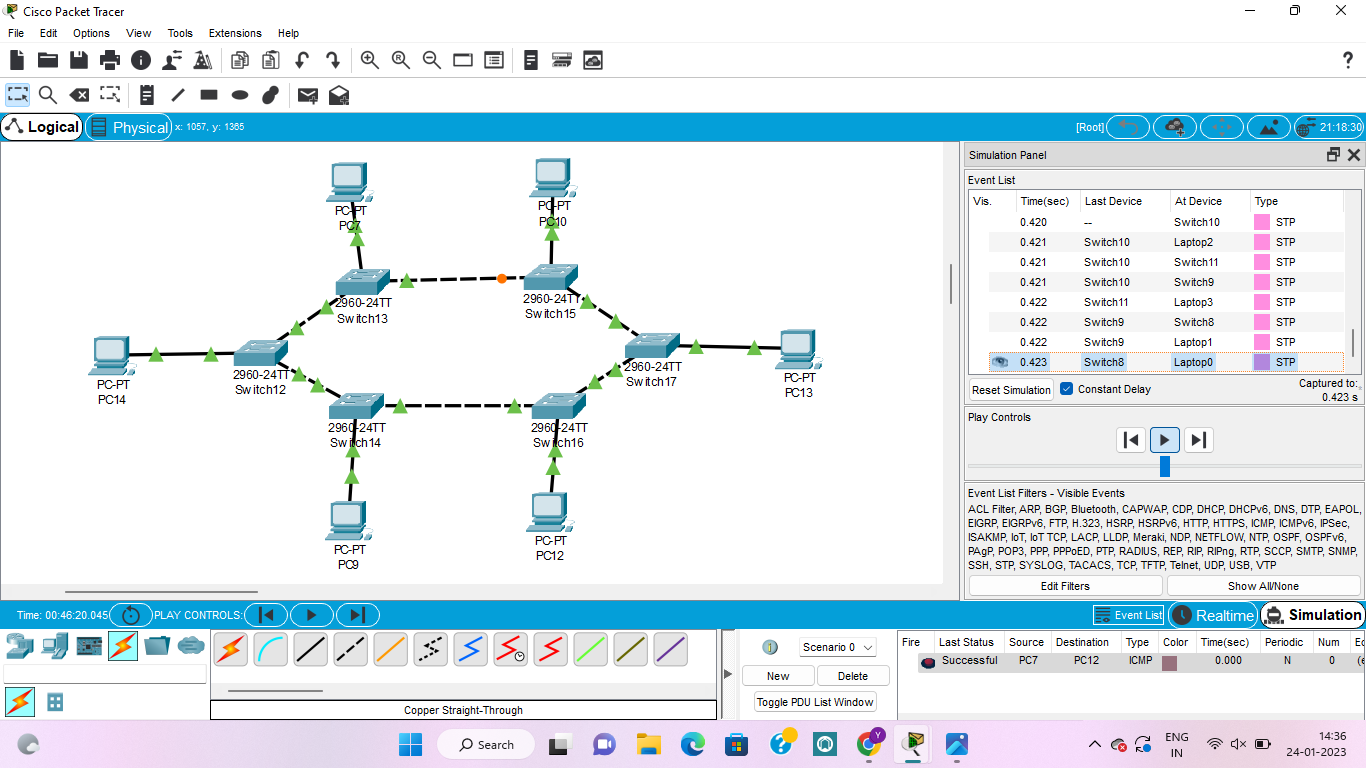 Cisco Packet Tracer
File Edit Options View Tools Extensions Help
?
Logical
Physical
x: 1057, y: 1365
[Root]
21:18:30
PC-PT
PC7
PC-PT
PC10
2960-24TT
Switch13
2960-24TT
Switch15
PC-PT
PC14
2960-24TT
Switch12
2960-24TT
Switch17
PC-PT
PC13
2960-24TT
Switch14
2960-24TT
Switch16
PC-PT
PC9
PC-PT
PC12
Simulation Panel
Event List
Vis. Time(sec) Last Device At Device Type
0.420 -- Switch10 STP
0.421 Switch10 Laptop2 STP
0.421 Switch10 Switch11 STP
0.421 Switch10 Switch9 STP
0.422 Switch11 Laptop3 STP
0.422 Switch9 Switch8 STP
0.422 Switch9 Laptop1 STP
0.423 Switch8 Laptop0 STP
Reset Simulation Constant Delay Captured to:
0.423 s
Play Controls
Event List Filters - Visible Events
ACL Filter, ARP, BGP, Bluetooth, CAPWAP, CDP, DHCP, DHCPv6, DNS, DTP, EAPOL,
EIGRP, EIGRPv6, FTP, H.323, HSRP, HSRPv6, HTTP, HTTPS, ICMP, ICMPv6, IPSec,
ISAKMP, IoT, IoT TCP, LACP, LLDP, Meraki, NDP, NETFLOW, NTP, OSPF, OSPFv6,
PAgP, POP3, PPP, PPPoED, PTP, RADIUS, REP, RIP, RIPng, RTP, SCCP, SMTP, SNMP,
SSH, STP, SYSLOG, TACACS, TCP, TFTP, Telnet, UDP, USB, VTP
Edit Filters Show All/None
Time: 00:46:20.045 PLAY CONTROLS: Event List Realtime Simulation
Copper Straight-Through
Scenario 0
New Delete
Toggle PDU List Window
Fire Last Status Source Destination Type Color Time(sec) Periodic Num Ec
Successful PC7 PC12 ICMP 0.000 N 0 (e
Search
Y
ENG
IN
14:36
24-01-2023